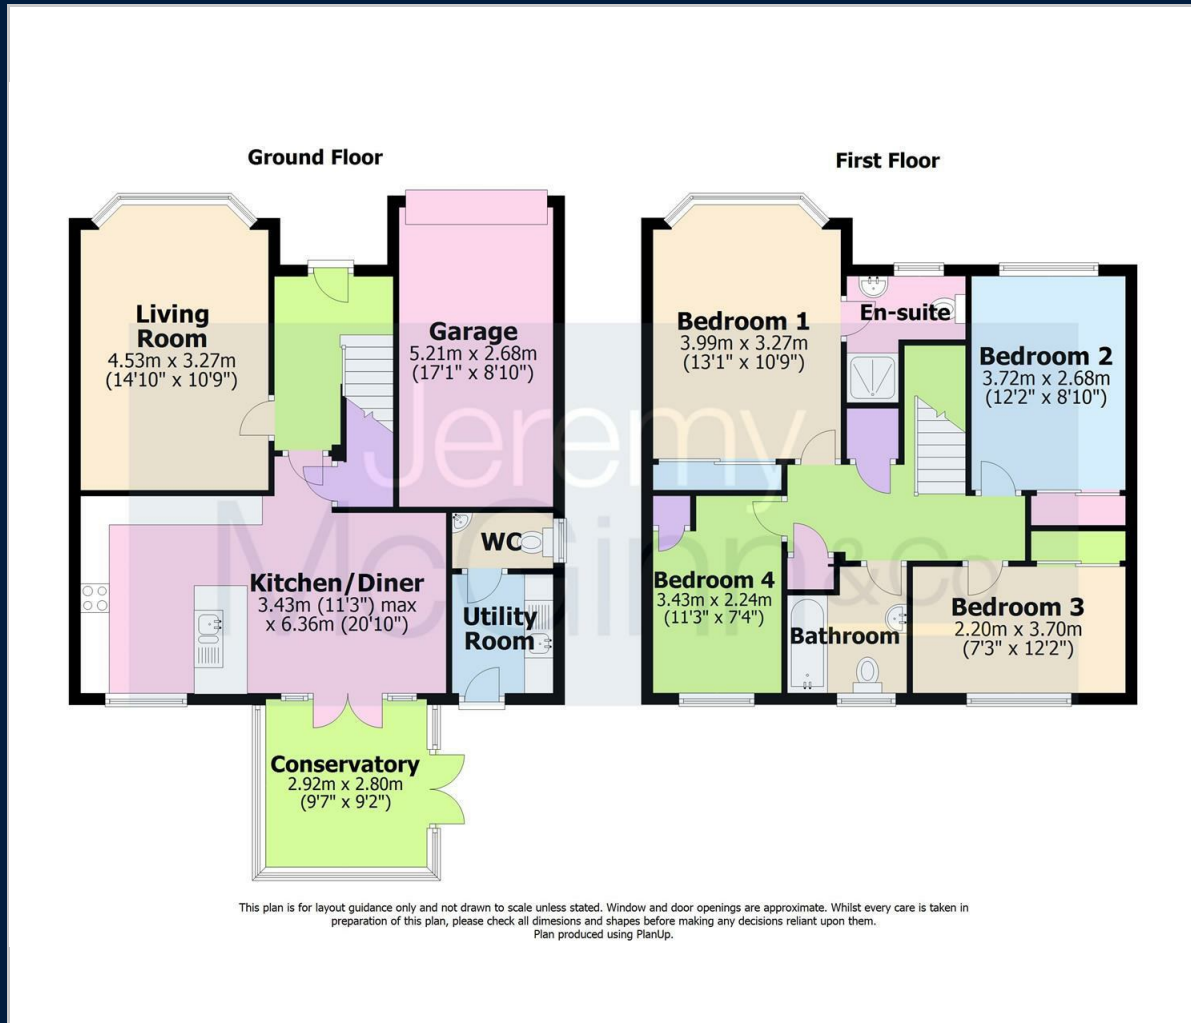 Ground Floor
First Floor
Living
Room
4.53m x 3.27m
(14'10" x 10'9")
Garage
5.21m x 2.68m
(17'1" x 8'10")
WC
Kitchen/Diner
3.43m (11'3") max
x 6.36m (20'10")
Utility
Room
Conservatory
2.92m x 2.80m
(9'7" x 9'2")
Bedroom 1
3.99m x 3.27m
(13'1" x 10'9")
En-suite
Bedroom 2
3.72m x 2.68m
(12'2" x 8'10")
Bedroom 4
3.43m x 2.24m
(11'3" x 7'4")
Bathroom
Bedroom 3
2.20m x 3.70m
(7'3" x 12'2")
Jeremy
McGinn & Co
This plan is for layout guidance only and not drawn to scale unless stated. Window and door openings are approximate. Whilst every care is taken in
preparation of this plan, please check all dimesions and shapes before making any decisions reliant upon them.
Plan produced using PlanUp.